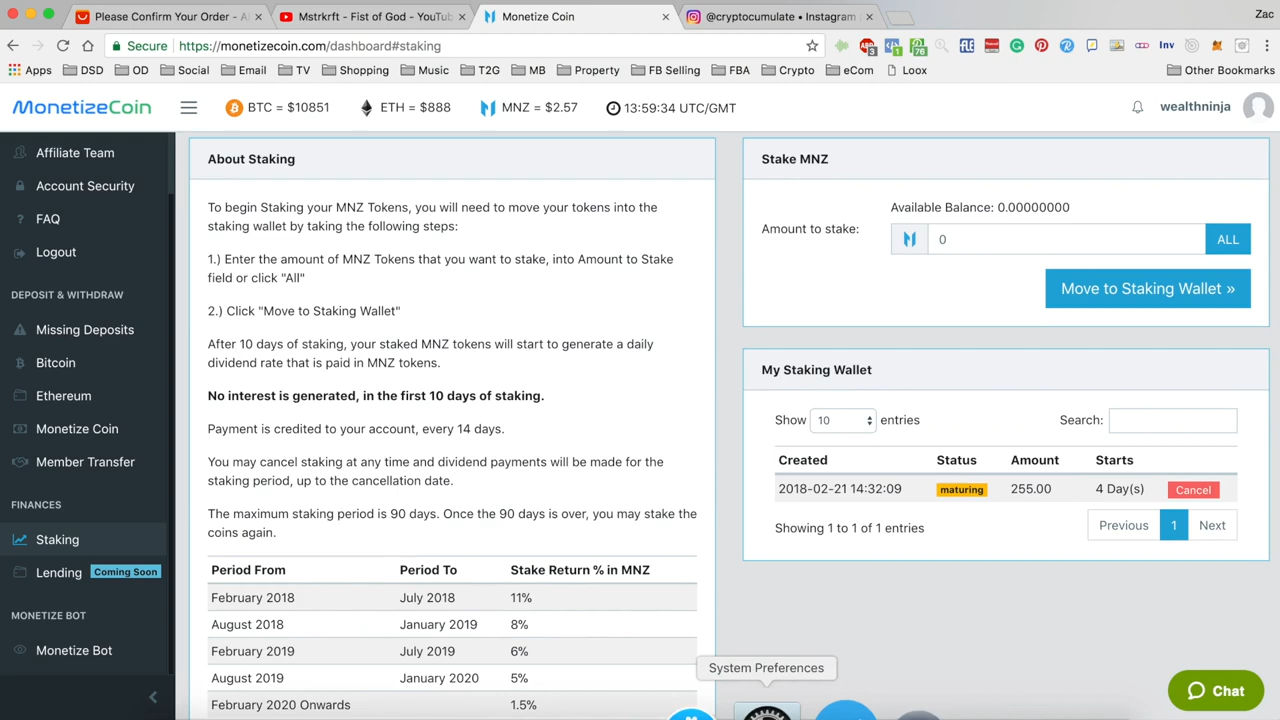 Please Confirm Your Order - Al
Mstrkrft - Fist of God - YouTub
Monetize Coin
@cryptocumulate • Instagram
Zac
Secure https://monetizecoin.com/dashboard#staking
ABP 3 1 76 Inv
Apps DSD OD Social Email TV Shopping Music T2G MB Property FB Selling FBA Crypto eCom Loox Other Bookmarks
MonetizeCoin BTC = $10851 ETH = $888 MNZ = $2.57 13:59:34 UTC/GMT wealthninja
Affiliate Team
Account Security
FAQ
Logout
DEPOSIT & WITHDRAW
Missing Deposits
Bitcoin
Ethereum
Monetize Coin
Member Transfer
FINANCES
Staking
Lending Coming Soon
MONETIZE BOT
Monetize Bot
About Staking
To begin Staking your MNZ Tokens, you will need to move your tokens into the
staking wallet by taking the following steps:
1.) Enter the amount of MNZ Tokens that you want to stake, into Amount to Stake
field or click "All"
2.) Click "Move to Staking Wallet"
After 10 days of staking, your staked MNZ tokens will start to generate a daily
dividend rate that is paid in MNZ tokens.
No interest is generated, in the first 10 days of staking.
Payment is credited to your account, every 14 days.
You may cancel staking at any time and dividend payments will be made for the
staking period, up to the cancellation date.
The maximum staking period is 90 days. Once the 90 days is over, you may stake the
coins again.
Period From Period To Stake Return % in MNZ
February 2018 July 2018 11%
August 2018 January 2019 8%
February 2019 July 2019 6%
August 2019 January 2020 5%
February 2020 Onwards 1.5%
Stake MNZ
Available Balance: 0.00000000
Amount to stake: 0 ALL
Move to Staking Wallet »
My Staking Wallet
Show 10 entries Search:
Created Status Amount Starts
2018-02-21 14:32:09 maturing 255.00 4 Day(s) Cancel
Showing 1 to 1 of 1 entries Previous 1 Next
System Preferences
Chat